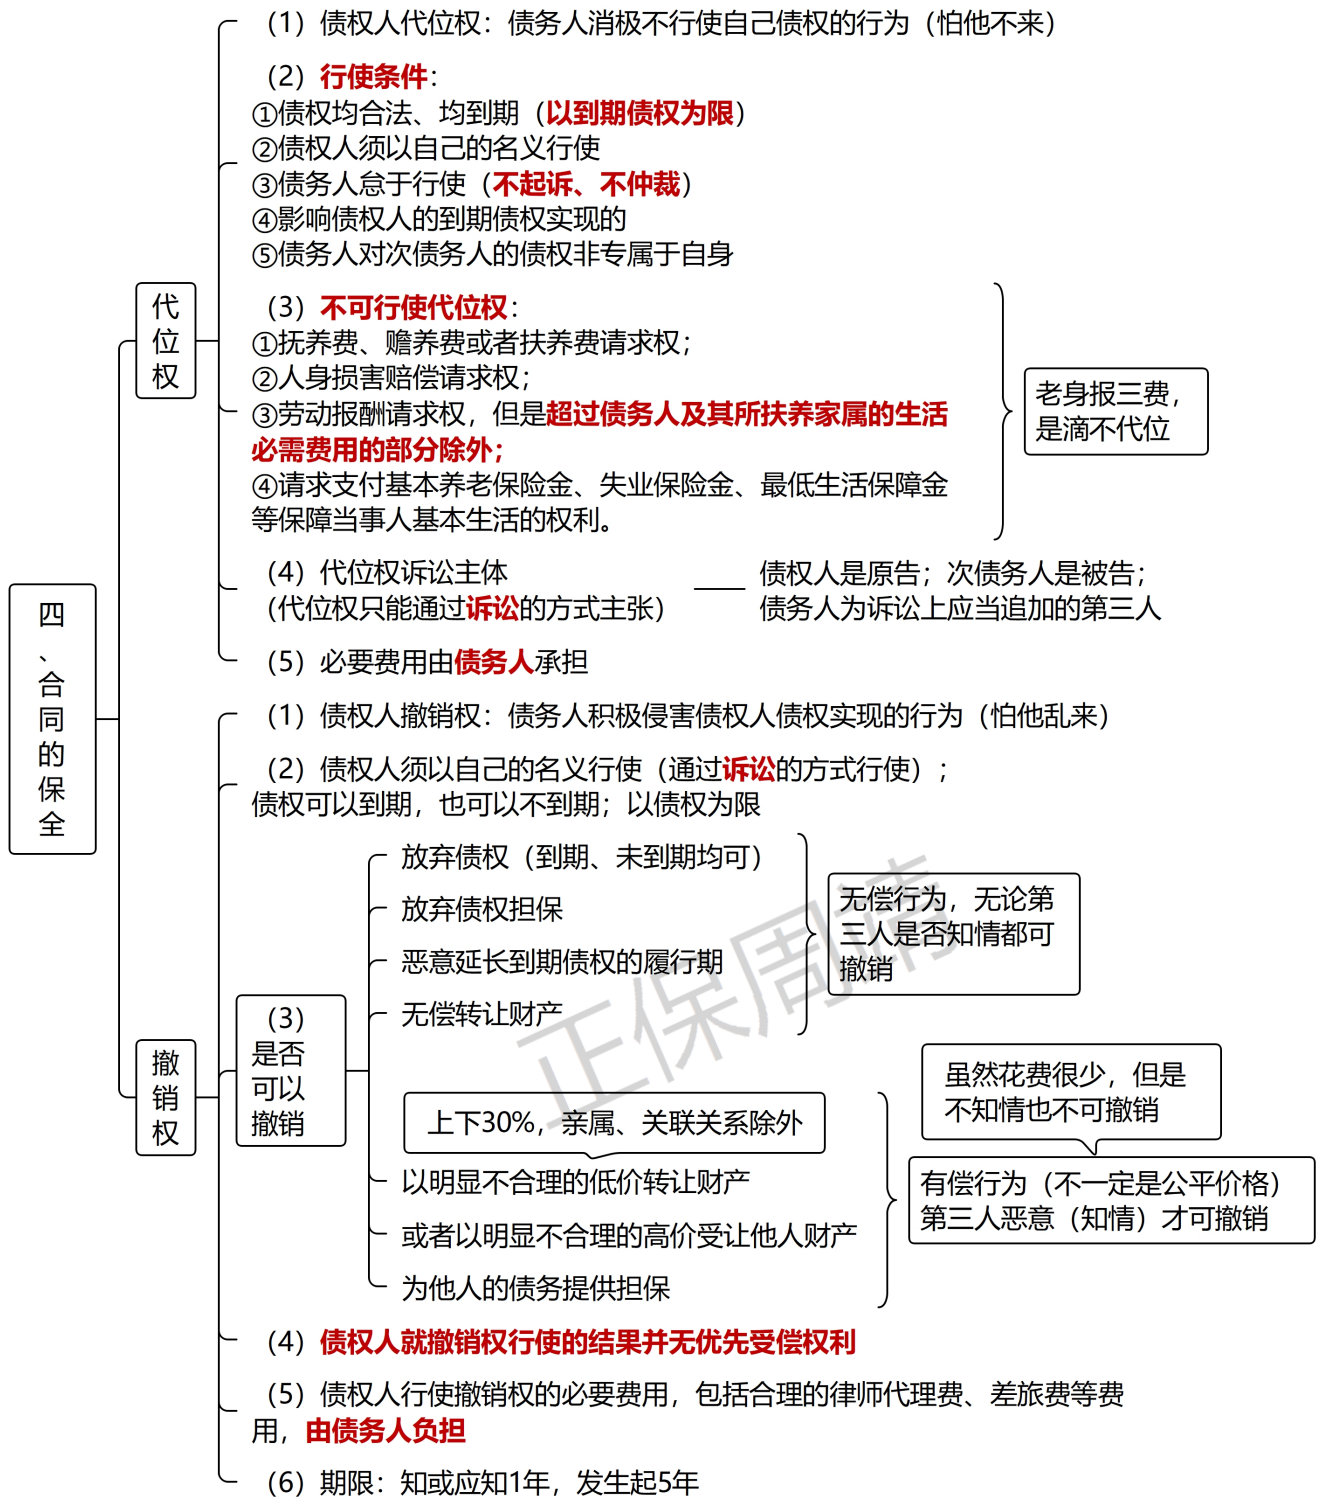 四
、
合
同
的
保
全
代
位
权
（1）债权人代位权：债务人消极不行使自己债权的行为（怕他不来）
（2）行使条件：
①债权均合法、均到期（以到期债权为限）
②债权人须以自己的名义行使
③债务人怠于行使（不起诉、不仲裁）
④影响债权人的到期债权实现的
⑤债务人对次债务人的债权非专属于自身
（3）不可行使代位权：
①抚养费、赡养费或者扶养费请求权；
②人身损害赔偿请求权；
③劳动报酬请求权，但是超过债务人及其所扶养家属的生活
必需费用的部分除外；
④请求支付基本养老保险金、失业保险金、最低生活保障金
等保障当事人基本生活的权利。
老身报三费，
是滴不代位
（4）代位权诉讼主体
（代位权只能通过诉讼的方式主张）
债权人是原告；次债务人是被告；
债务人为诉讼上应当追加的第三人
（5）必要费用由债务人承担
撤
销
权
（1）债权人撤销权：债务人积极侵害债权人债权实现的行为（怕他乱来）
（2）债权人须以自己的名义行使（通过诉讼的方式行使）；
债权可以到期，也可以不到期；以债权为限
（3）
是否
可以
撤销
放弃债权（到期、未到期均可）
放弃债权担保
恶意延长到期债权的履行期
无偿转让财产
无偿行为，无论第
三人是否知情都可
撤销
上下30%，亲属、关联关系除外
以明显不合理的低价转让财产
或者以明显不合理的高价受让他人财产
为他人的债务提供担保
虽然花费很少，但是
不知情也不可撤销
有偿行为（不一定是公平价格）
第三人恶意（知情）才可撤销
（4）债权人就撤销权行使的结果并无优先受偿权利
（5）债权人行使撤销权的必要费用，包括合理的律师代理费、差旅费等费
用，由债务人负担
（6）期限：知或应知1年，发生起5年
正保周靖